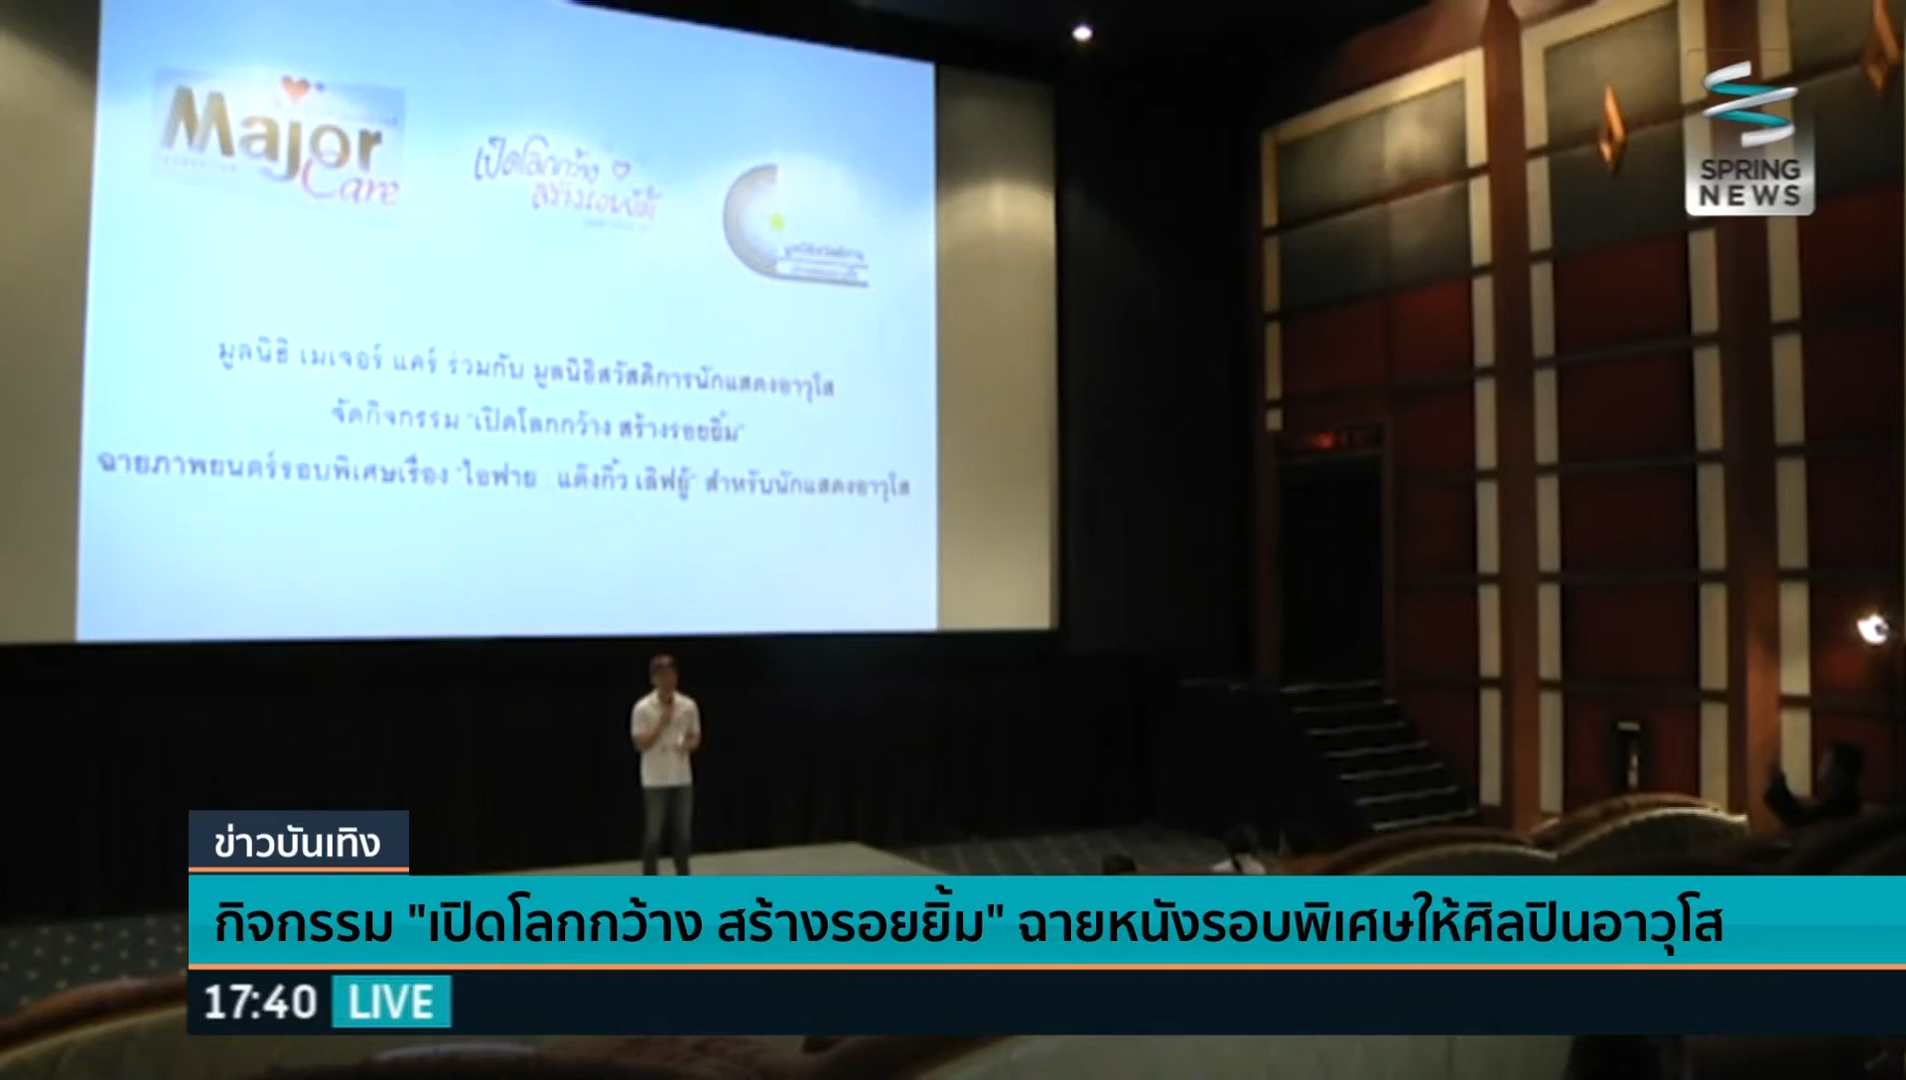 Major
Care
เปิดโลกกว้าง
สร้างรอยยิ้ม
SPRING
NEWS
มูลนิธิ เมเจอร์ แคร์ ร่วมกับ มูลนิธิสวัสดิการนักแสดงอาวุโส
จัดกิจกรรม "เปิดโลกกว้าง สร้างรอยยิ้ม"
ฉายภาพยนตร์รอบพิเศษเรื่อง "ไอฟาย.. แต๊งกิ้ว เลิฟยู้" สำหรับนักแสดงอาวุโส
ข่าวบันเทิง
กิจกรรม "เปิดโลกกว้าง สร้างรอยยิ้ม" ฉายหนังรอบพิเศษให้ศิลปินอาวุโส
17:40 LIVE